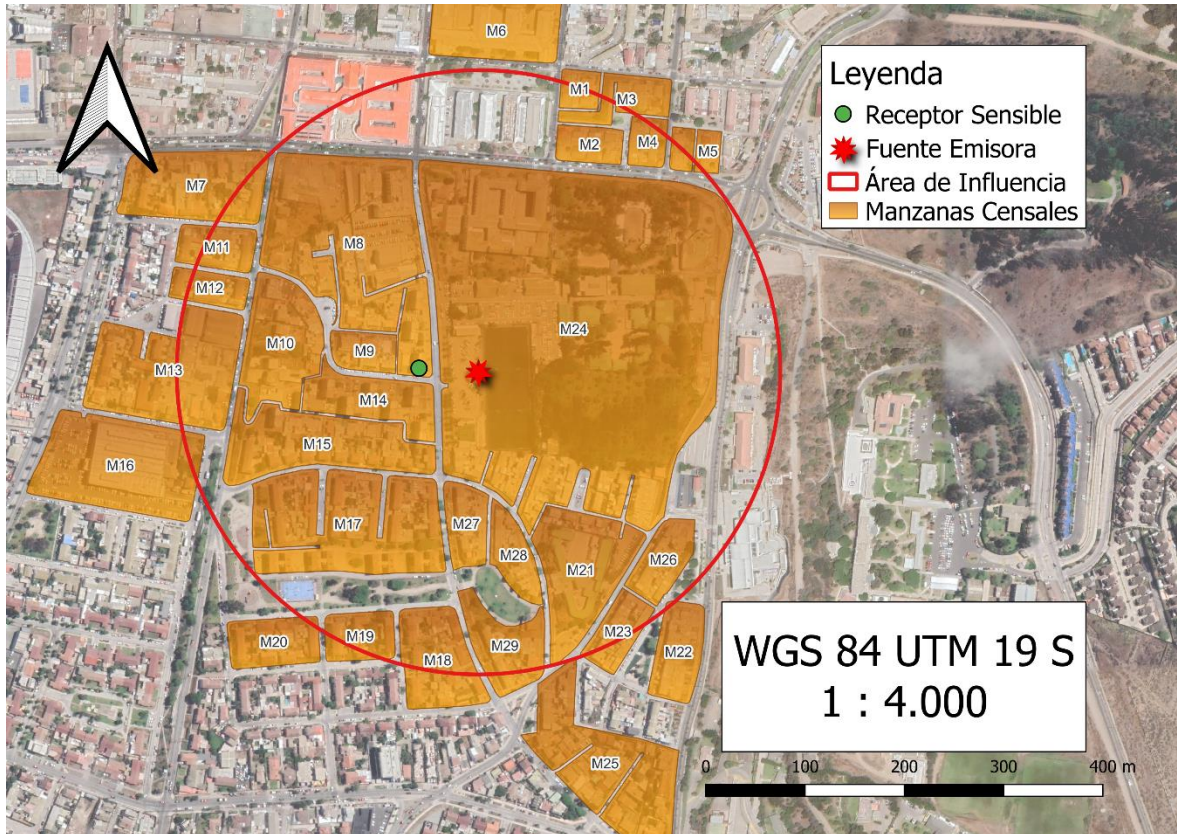 M6
Leyenda
Receptor Sensible
Fuente Emisora
Área de Influencia
Manzanas Censales
M1
M3
M2
M4
M5
M7
M8
M11
M12
M24
M10
M9
M13
M14
M15
M16
M17
M27
M28
M21
M26
M20
M19
M18
M29
M23
M22
M25
WGS 84 UTM 19 S
1 : 4.000
0 100 200 300 400 m